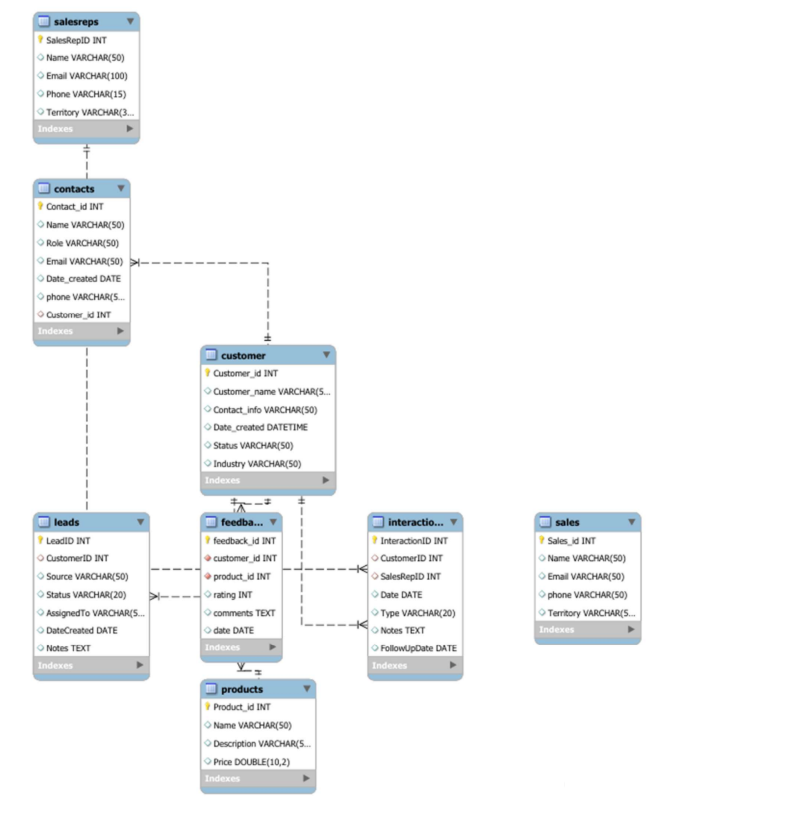 salesreps
SalesRepID INT
Name VARCHAR(50)
Email VARCHAR(100)
Phone VARCHAR(15)
Territory VARCHAR(3...
Indexes
contacts
Contact_id INT
Name VARCHAR(50)
Role VARCHAR(50)
Email VARCHAR(50)
Date_created DATE
phone VARCHAR(5...
Customer_id INT
Indexes
customer
Customer_id INT
Customer_name VARCHAR(5...
Contact_info VARCHAR(50)
Date_created DATETIME
Status VARCHAR(50)
Industry VARCHAR(50)
Indexes
leads
LeadID INT
CustomerID INT
Source VARCHAR(50)
Status VARCHAR(20)
AssignedTo VARCHAR(5...
DateCreated DATE
Notes TEXT
Indexes
feedba...
feedback_id INT
customer_id INT
product_id INT
rating INT
comments TEXT
date DATE
Indexes
interactio...
InteractionID INT
CustomerID INT
SalesRepID INT
Date DATE
Type VARCHAR(20)
Notes TEXT
FollowUpDate DATE
Indexes
sales
Sales_id INT
Name VARCHAR(50)
Email VARCHAR(50)
phone VARCHAR(50)
Territory VARCHAR(5...
Indexes
products
Product_id INT
Name VARCHAR(50)
Description VARCHAR(5...
Price DOUBLE(10,2)
Indexes